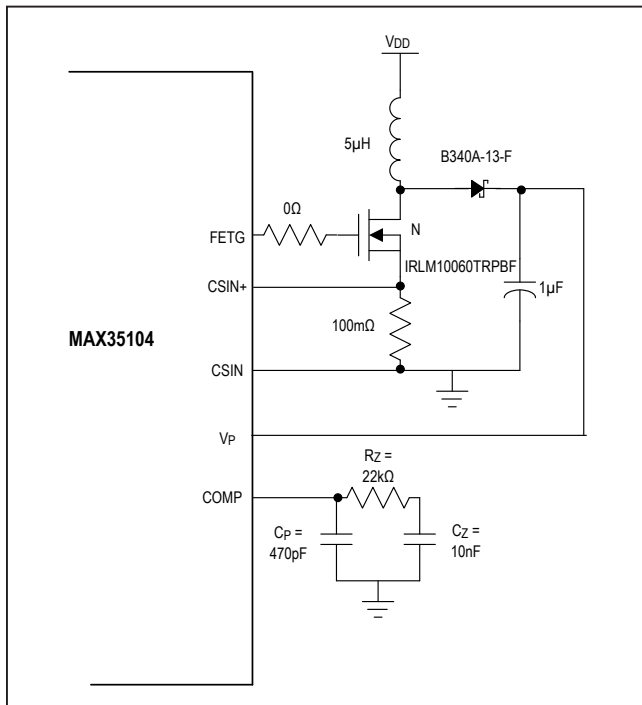 VDD
5µH
B340A-13-F
0Ω
FETG
N
IRLM10060TRPBF
CSIN+
1µF
100mΩ
MAX35104
CSIN
VP
RZ =
22kΩ
COMP
CP =
470pF
CZ =
10nF